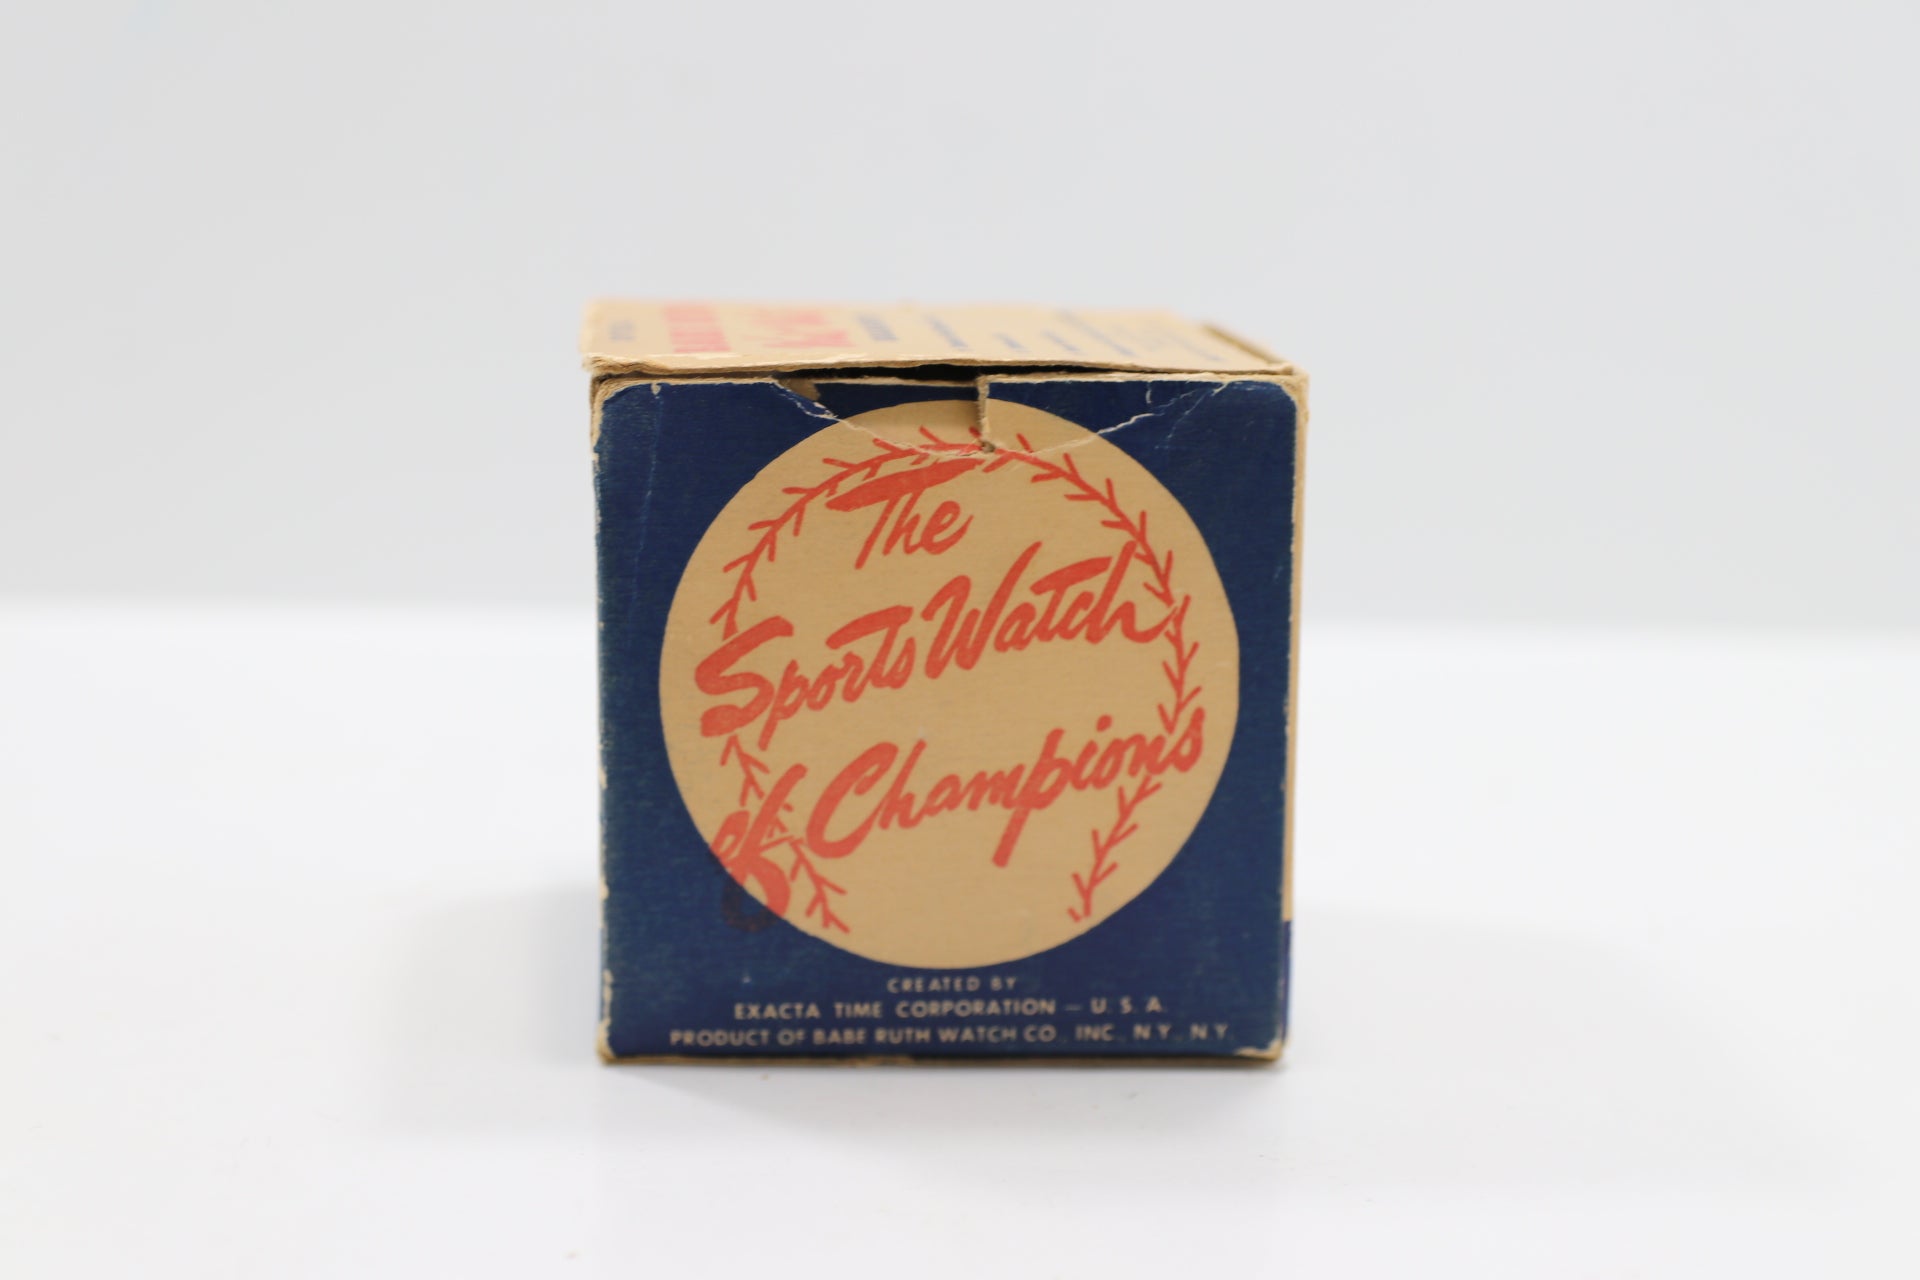 The
Sports Watch
of Champions
CREATED BY
EXACTA TIME CORPORATION — U. S. A.
PRODUCT OF BABE RUTH WATCH CO. INC., N.Y., N.Y.